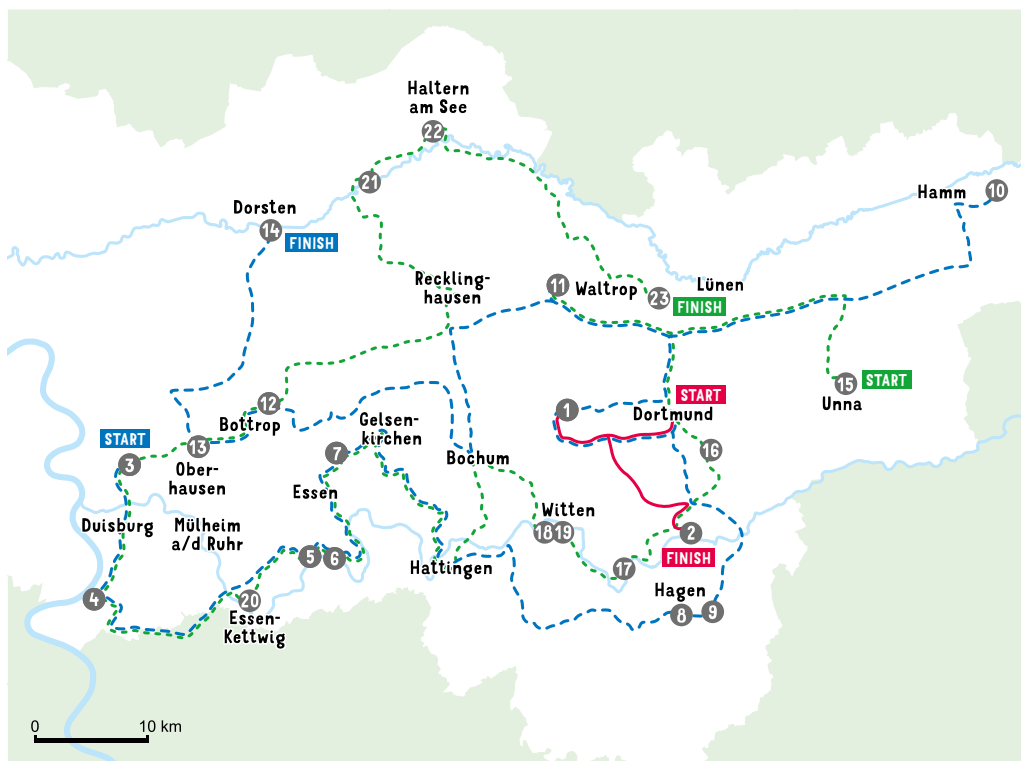 Haltern
am See
22
21
Hamm
10
Dorsten
14
FINISH
Reckling-
hausen
11
Waltrop
23
Lünen
FINISH
15
START
Unna
START
1
Dortmund
12
Bottrop
Gelsen-
kirchen
START
13
3
Ober-
hausen
7
Bochum
16
Essen
Duisburg
Mülheim
a/d Ruhr
Witten
18
19
2
FINISH
5
6
Hattingen
17
4
20
Essen-
Kettwig
Hagen
8
9
0
10 km